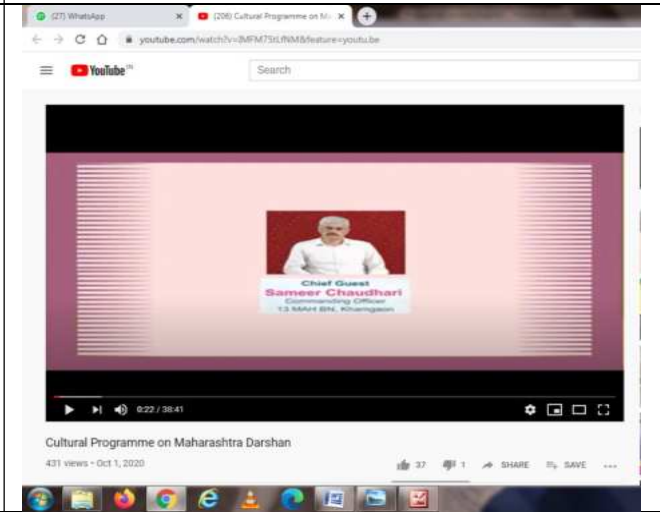 (27) WhatsApp
(206) Cultural Programme on Ma
youtube.com/watch?v=
&feature=youtu.be
YouTube IN
Search
Chief Guest
Sameer Chaudhari
Commanding Officer
13 MAH BN, Khamgaon
0:22 / 38:41
Cultural Programme on Maharashtra Darshan
431 views • Oct 1, 2020
37
1
SHARE
SAVE